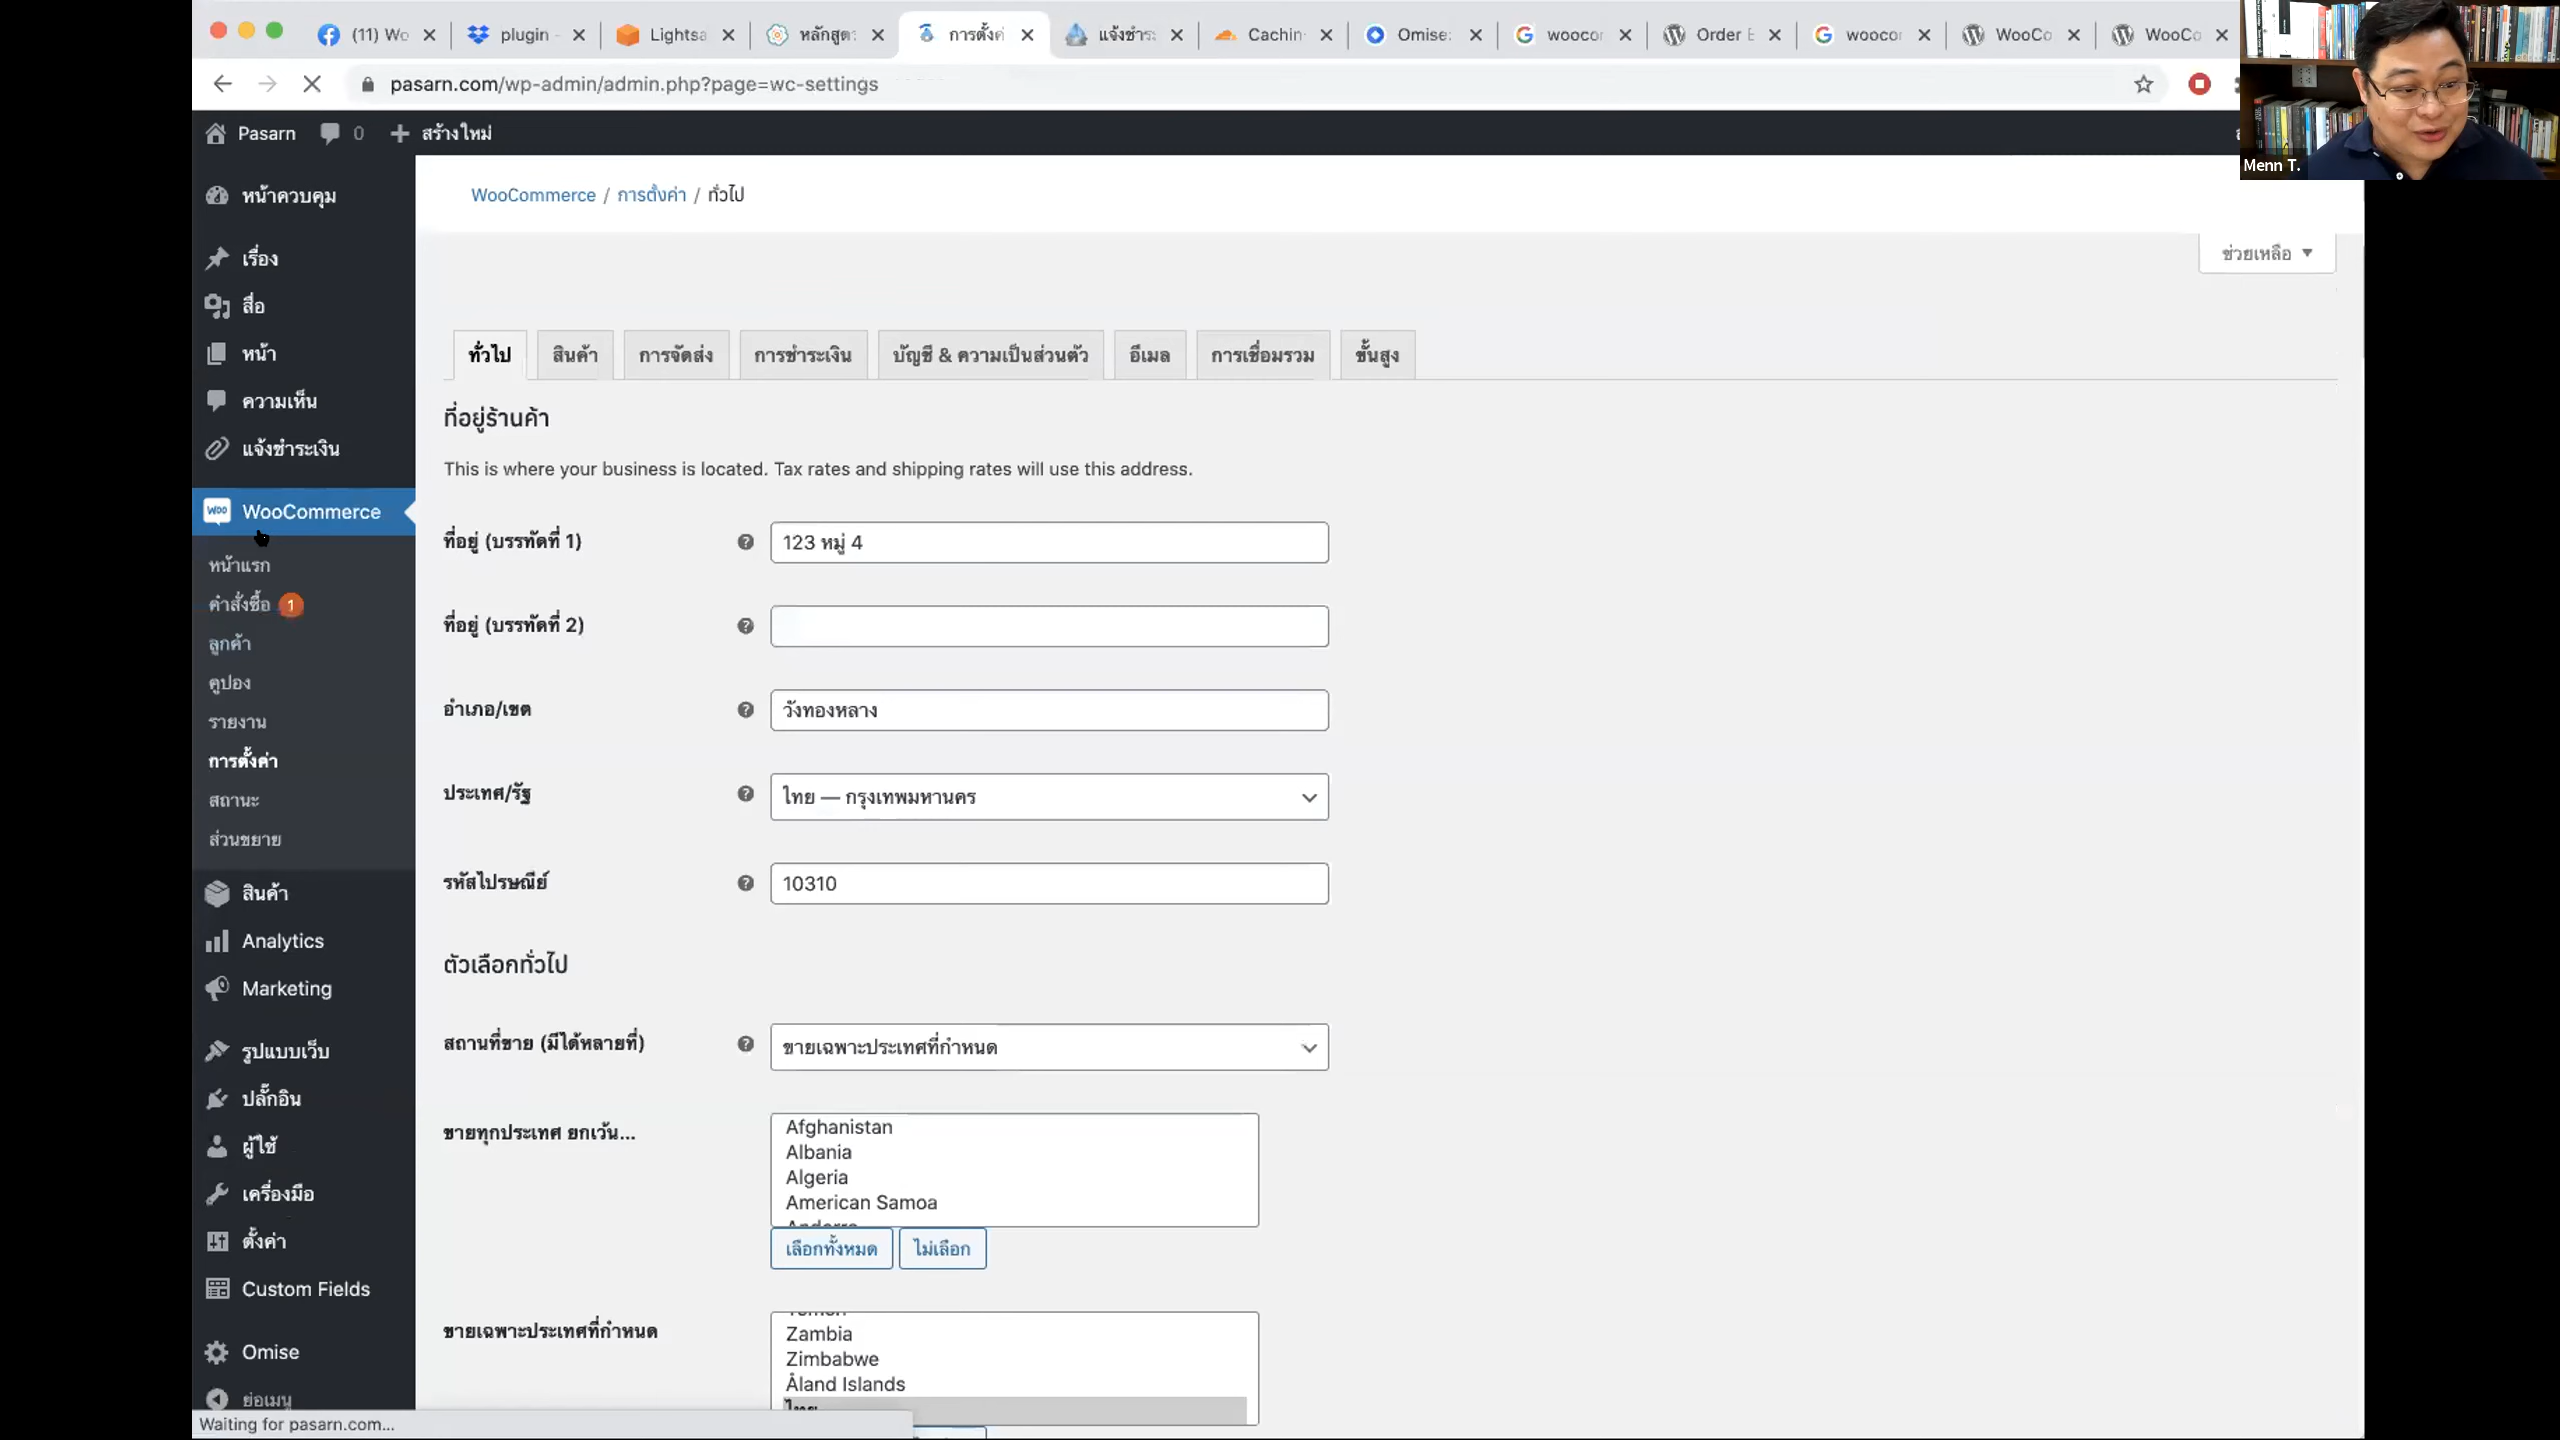 (11) Wo
plugin
Lightsa
หลักสูตร
การตั้งค่
แจ้งชำระ
Cachin
Omise:
woocor
Order E
woocor
WooCo
WooCo
pasarn.com/wp-admin/admin.php?page=wc-settings
Pasarn
0
สร้างใหม่
Menn T.
หน้าควบคุม
เรื่อง
สื่อ
หน้า
ความเห็น
แจ้งชำระเงิน
WooCommerce
หน้าแรก
คำสั่งซื้อ 1
ลูกค้า
คูปอง
รายงาน
การตั้งค่า
สถานะ
ส่วนขยาย
สินค้า
Analytics
Marketing
รูปแบบเว็บ
ปลั๊กอิน
ผู้ใช้
เครื่องมือ
ตั้งค่า
Custom Fields
Omise
ย่อเมนู
Waiting for pasarn.com...
WooCommerce / การตั้งค่า / ทั่วไป
ช่วยเหลือ
ทั่วไป
สินค้า
การจัดส่ง
การชำระเงิน
บัญชี & ความเป็นส่วนตัว
อีเมล
การเชื่อมรวม
ขั้นสูง
ที่อยู่ร้านค้า
This is where your business is located. Tax rates and shipping rates will use this address.
ที่อยู่ (บรรทัดที่ 1)
123 หมู่ 4
ที่อยู่ (บรรทัดที่ 2)
อำเภอ/เขต
วังทองหลาง
ประเทศ/รัฐ
ไทย — กรุงเทพมหานคร
รหัสไปรษณีย์
10310
ตัวเลือกทั่วไป
สถานที่ขาย (มีได้หลายที่)
ขายเฉพาะประเทศที่กำหนด
ขายทุกประเทศ ยกเว้น...
Afghanistan
Albania
Algeria
American Samoa
Andorra
เลือกทั้งหมด
ไม่เลือก
ขายเฉพาะประเทศที่กำหนด
Yemen
Zambia
Zimbabwe
Åland Islands
ไทย